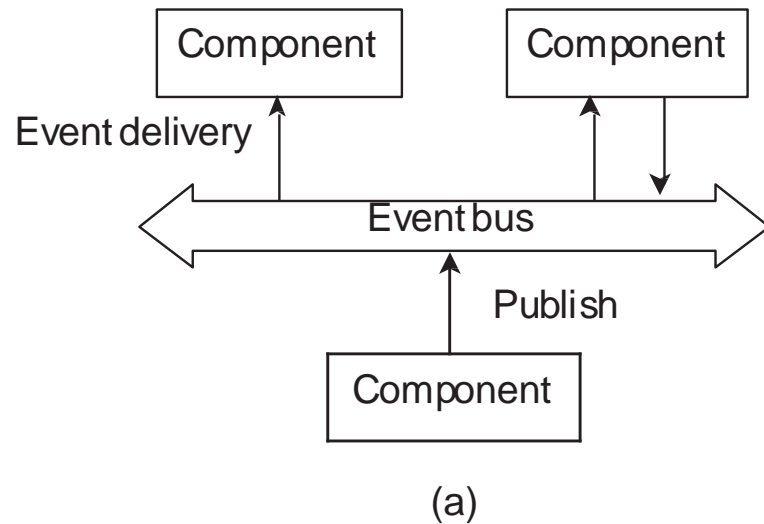 Component
Component
Event delivery
Event bus
Publish
Component
(a)